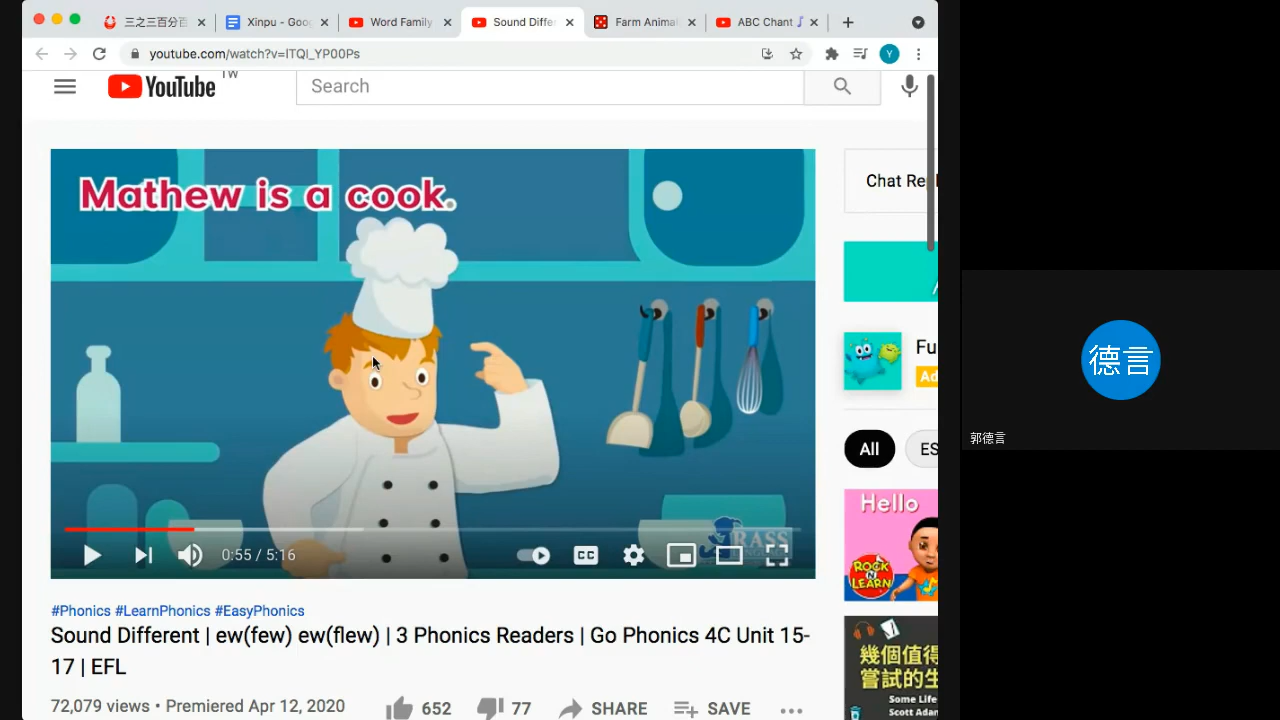 三之三百分百
Xinpu - Goo
Word Family
Sound Differ
Farm Animal
ABC Chant
youtube.com/watch?v=ITQl_YP00Ps
Y
YouTube TW
Search
Mathew is a cook.
Chat Re
Fu
Ad
All
ES
0:55 / 5:16
CC
Hello
ROCK
N
LEARN
#Phonics #LearnPhonics #EasyPhonics
Sound Different | ew(few) ew(flew) | 3 Phonics Readers | Go Phonics 4C Unit 15-
17 | EFL
72,079 views • Premiered Apr 12, 2020
652
77
SHARE
SAVE
幾個值得
嘗試的生
Some Life
Scott Adam
德言
郭德言